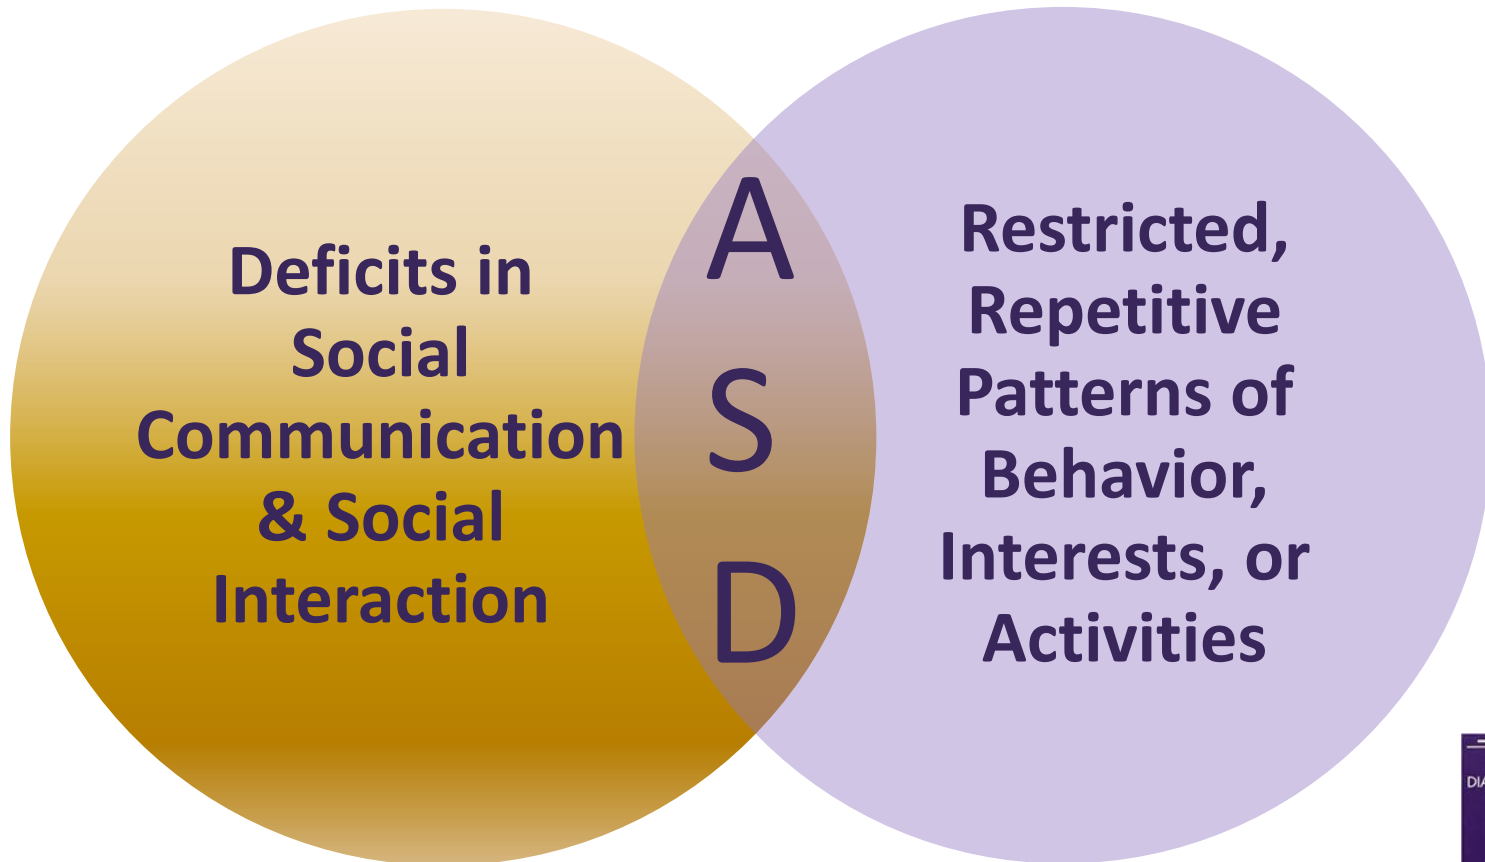 Deficits in
Social
Communication
& Social
Interaction
A
S
D
Restricted,
Repetitive
Patterns of
Behavior,
Interests, or
Activities